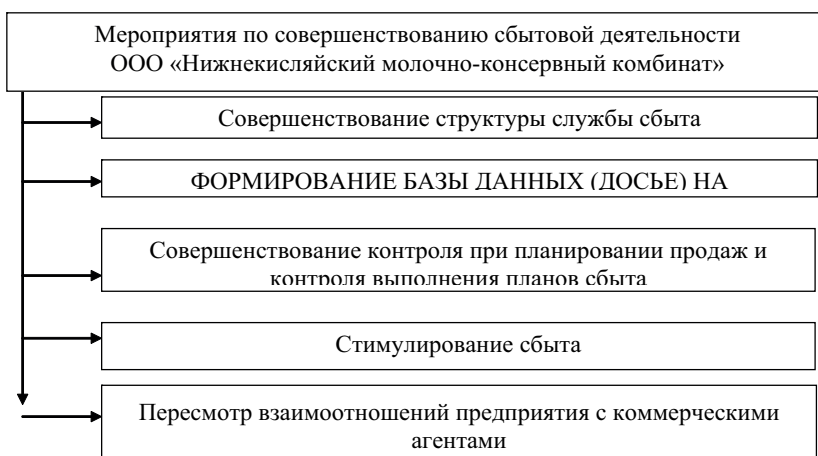 Мероприятия по совершенствованию сбытовой деятельности
ООО «Нижнекисляйский молочно-консервный комбинат»
Совершенствование структуры службы сбыта
ФОРМИРОВАНИЕ БАЗЫ ДАННЫХ (ДОСЬЕ) НА
Совершенствование контроля при планировании продаж и
контроля выполнения планов сбыта
Стимулирование сбыта
Пересмотр взаимоотношений предприятия с коммерческими
агентами